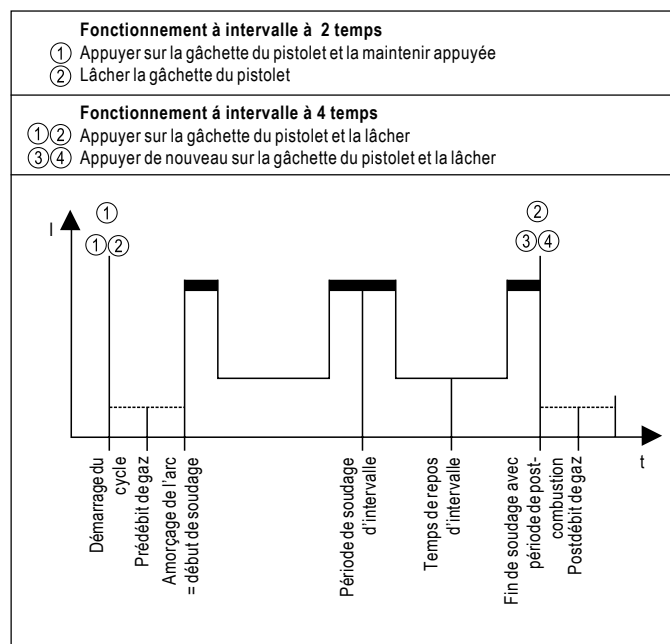 Fonctionnement à intervalle à 2 temps
① Appuyer sur la gâchette du pistolet et la maintenir appuyée
② Lâcher la gâchette du pistolet
Fonctionnement á intervalle à 4 temps
①② Appuyer sur la gâchette du pistolet et la lâcher
③④ Appuyer de nouveau sur la gâchette du pistolet et la lâcher
① ②
I ①② ③④
t
Démarrage du
cycle
Prédébit de gaz
Amorçage de l'arc
= début de soudage
Période de soudage
d'intervalle
Temps de repos
d'intervalle
Fin de soudage avec
période de post-
combustion
Postdébit de gaz